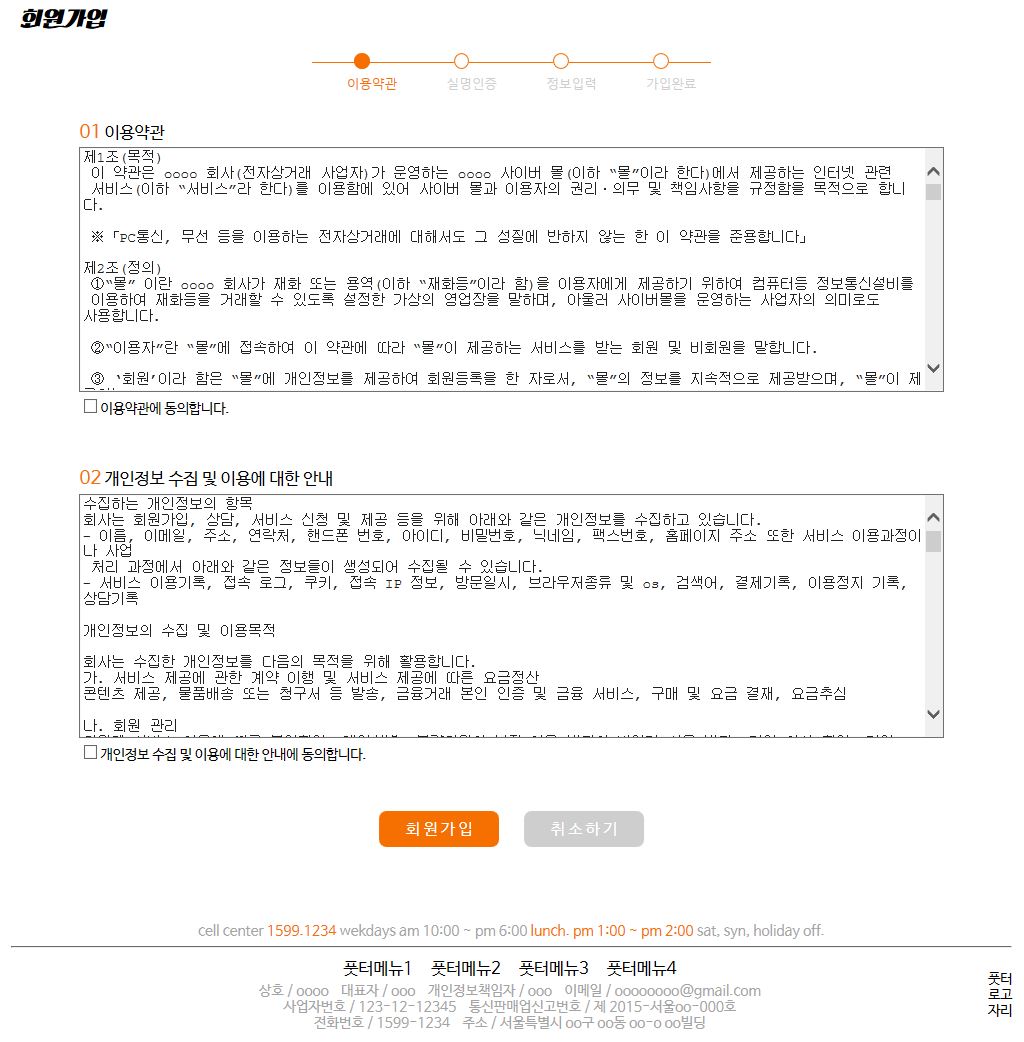 회원가입
이용약관 실명인증 정보입력 가입완료
01 이용약관
제1조(목적)
이 약관은 oooo 회사(전자상거래 사업자)가 운영하는 oooo 사이버 몰(이하 “몰”이라 한다)에서 제공하는 인터넷 관련
서비스(이하 “서비스”라 한다)를 이용함에 있어 사이버 몰과 이용자의 권리·의무 및 책임사항을 규정함을 목적으로 합니
다.
※「PC통신, 무선 등을 이용하는 전자상거래에 대해서도 그 성질에 반하지 않는 한 이 약관을 준용합니다」
제2조(정의)
①“몰” 이란 oooo 회사가 재화 또는 용역(이하 “재화등”이라 함)을 이용자에게 제공하기 위하여 컴퓨터등 정보통신설비를
이용하여 재화등을 거래할 수 있도록 설정한 가상의 영업장을 말하며, 아울러 사이버몰을 운영하는 사업자의 의미로도
사용합니다.
②“이용자”란 “몰”에 접속하여 이 약관에 따라 “몰”이 제공하는 서비스를 받는 회원 및 비회원을 말합니다.
③ ‘회원’이라 함은 “몰”에 개인정보를 제공하여 회원등록을 한 자로서, “몰”의 정보를 지속적으로 제공받으며, “몰”이 제
이용약관에 동의합니다.
02 개인정보 수집 및 이용에 대한 안내
수집하는 개인정보의 항목
회사는 회원가입, 상담, 서비스 신청 및 제공 등을 위해 아래와 같은 개인정보를 수집하고 있습니다.
- 이름, 이메일, 주소, 연락처, 핸드폰 번호, 아이디, 비밀번호, 닉네임, 팩스번호, 홈페이지 주소 또한 서비스 이용과정이
나 사업
처리 과정에서 아래와 같은 정보들이 생성되어 수집될 수 있습니다.
- 서비스 이용기록, 접속 로그, 쿠키, 접속 IP 정보, 방문일시, 브라우저종류 및 os, 검색어, 결제기록, 이용정지 기록,
상담기록
개인정보의 수집 및 이용목적
회사는 수집한 개인정보를 다음의 목적을 위해 활용합니다.
가. 서비스 제공에 관한 계약 이행 및 서비스 제공에 따른 요금정산
콘텐츠 제공, 물품배송 또는 청구서 등 발송, 금융거래 본인 인증 및 금융 서비스, 구매 및 요금 결재, 요금추심
나. 회원 관리
개인정보 수집 및 이용에 대한 안내에 동의합니다.
회원가입 취소하기
cell center 1599.1234 wekdays am 10:00 ~ pm 6:00 lunch. pm 1:00 ~ pm 2:00 sat, syn, holiday off.
풋터메뉴1 풋터메뉴2 풋터메뉴3 풋터메뉴4
상호 / oooo 대표자 / ooo 개인정보책임자 / ooo 이메일 / oooooooo@gmail.com
사업자번호 / 123-12-12345 통신판매업신고번호 / 제 2015-서울oo-000호
전화번호 / 1599-1234 주소 / 서울특별시 oo구 oo동 oo-o oo빌딩
풋터
로고
자리